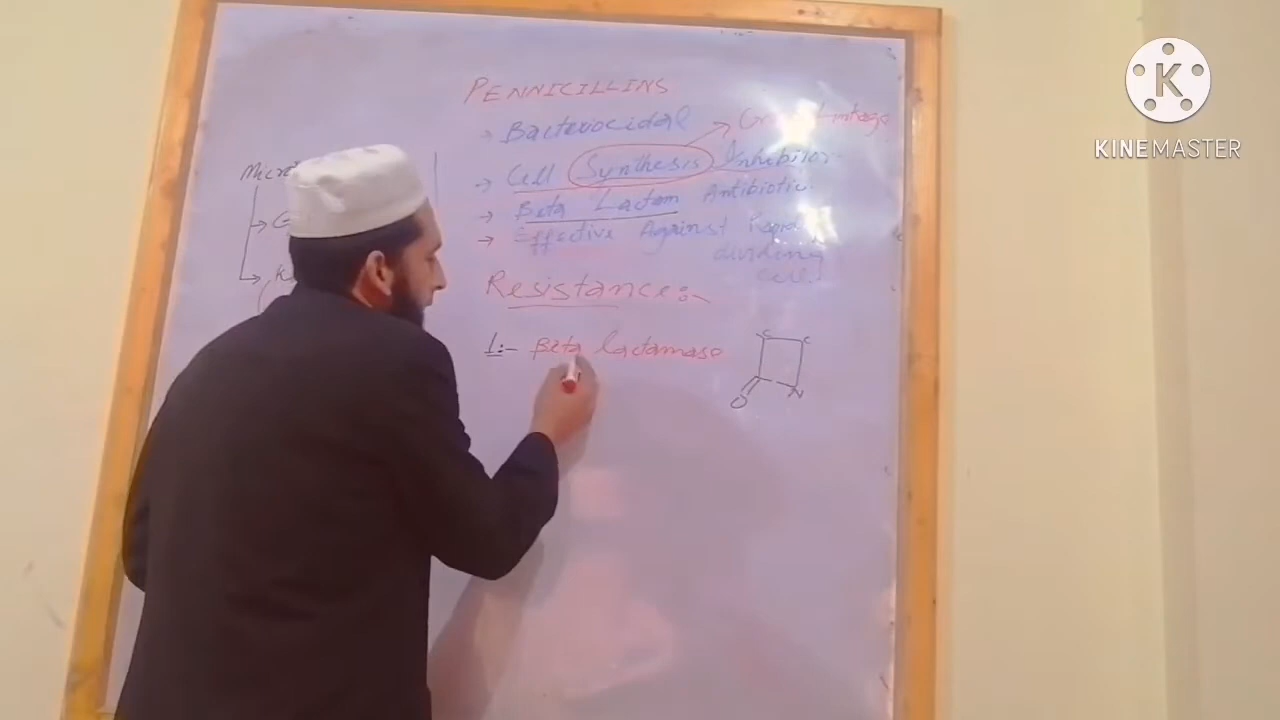 PENNICILLINS
Bacteriocidal
Linkage
→ Cell Synthesis Inhibitor
→ Beta Lactam Antibiotic
→ Effective Against Rapid
dividing
cell
Resistance:-
1:- Beta lactamase
C C
O N
K
KINEMASTER